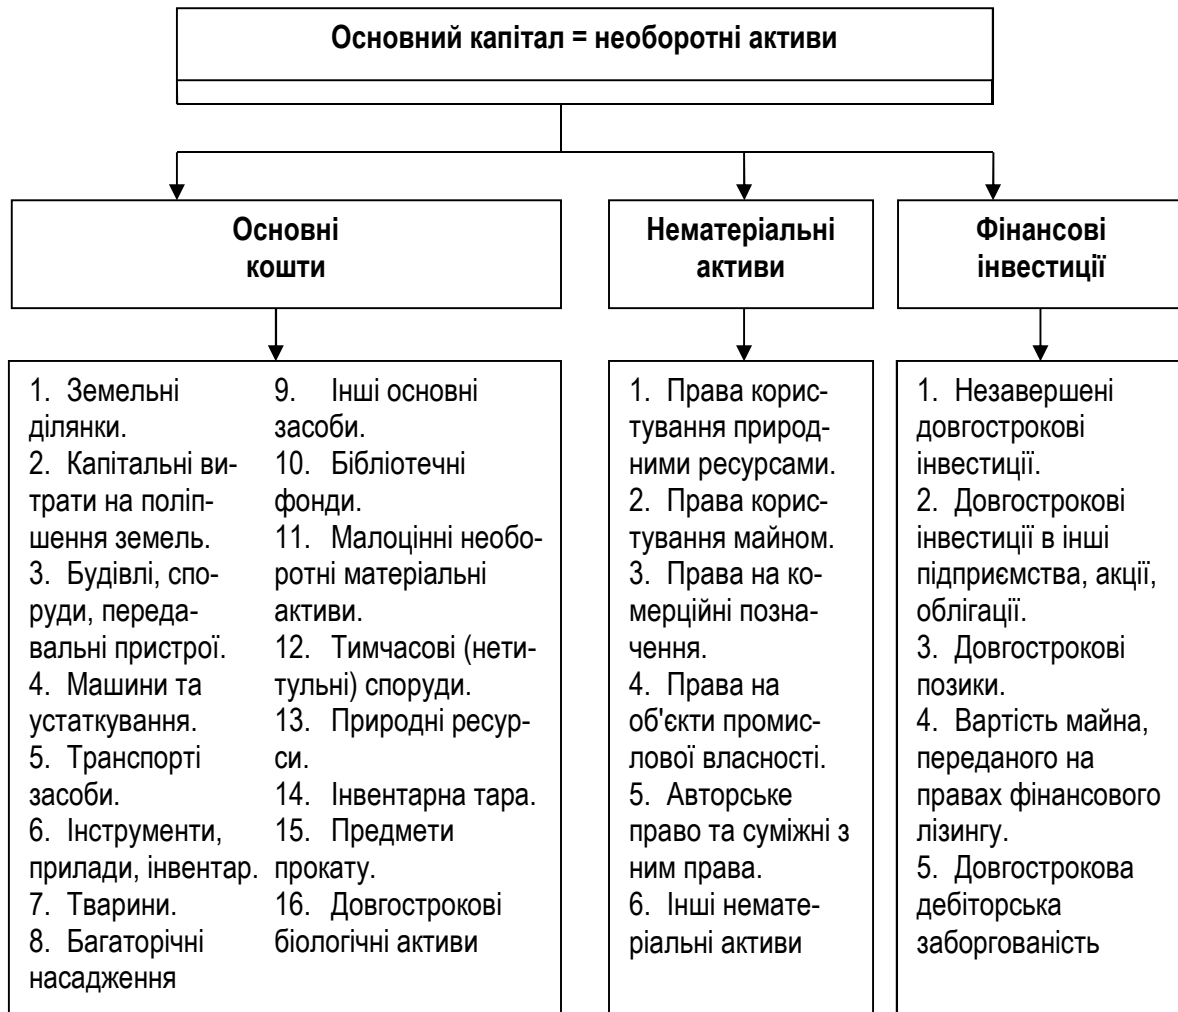 Основний капітал = необоротні активи
Основні
кошти
Нематеріальні
активи
Фінансові
інвестиції
1. Земельні
ділянки.
2. Капітальні ви-
трати на поліп-
шення земель.
3. Будівлі, спо-
руди, переда-
вальні пристрої.
4. Машини та
устаткування.
5. Транспорті
засоби.
6. Інструменти,
прилади, інвентар.
7. Тварини.
8. Багаторічні
насадження
9. Інші основні
засоби.
10. Бібліотечні
фонди.
11. Малоцінні необо-
ротні матеріальні
активи.
12. Тимчасові (нети-
тульні) споруди.
13. Природні ресур-
си.
14. Інвентарна тара.
15. Предмети
прокату.
16. Довгострокові
біологічні активи
1. Права корис-
тування природ-
ними ресурсами.
2. Права корис-
тування майном.
3. Права на ко-
мерційні позна-
чення.
4. Права на
об'єкти промис-
лової власності.
5. Авторське
право та суміжні з
ним права.
6. Інші немате-
ріальні активи
1. Незавершені
довгострокові
інвестиції.
2. Довгострокові
інвестиції в інші
підприємства, акції,
облігації.
3. Довгострокові
позики.
4. Вартість майна,
переданого на
правах фінансового
лізингу.
5. Довгострокова
дебіторська
заборгованість